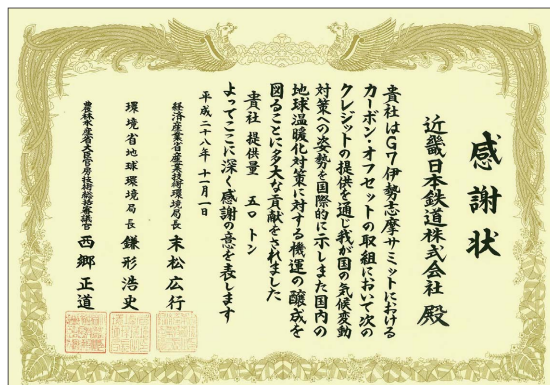 感謝状
近畿日本鉄道株式会社 殿
貴社はG7伊勢志摩サミットにおける
カーボン・オフセットの取組において次の
クレジットの提供を通じ我が国の気候変動
対策への姿勢を国際的に示しまた国内の
地球温暖化対策に対する機運の醸成を
図ることに多大な貢献をされました
貴社 提供量 五〇トン
よってここに深く感謝の意を表します
平成二十八年 十一月一日
経済産業省産業技術環境局長 末松広行
環境省地球環境局長 鎌形浩史
農林水産省大臣官房技術総括審議官 西郷正道